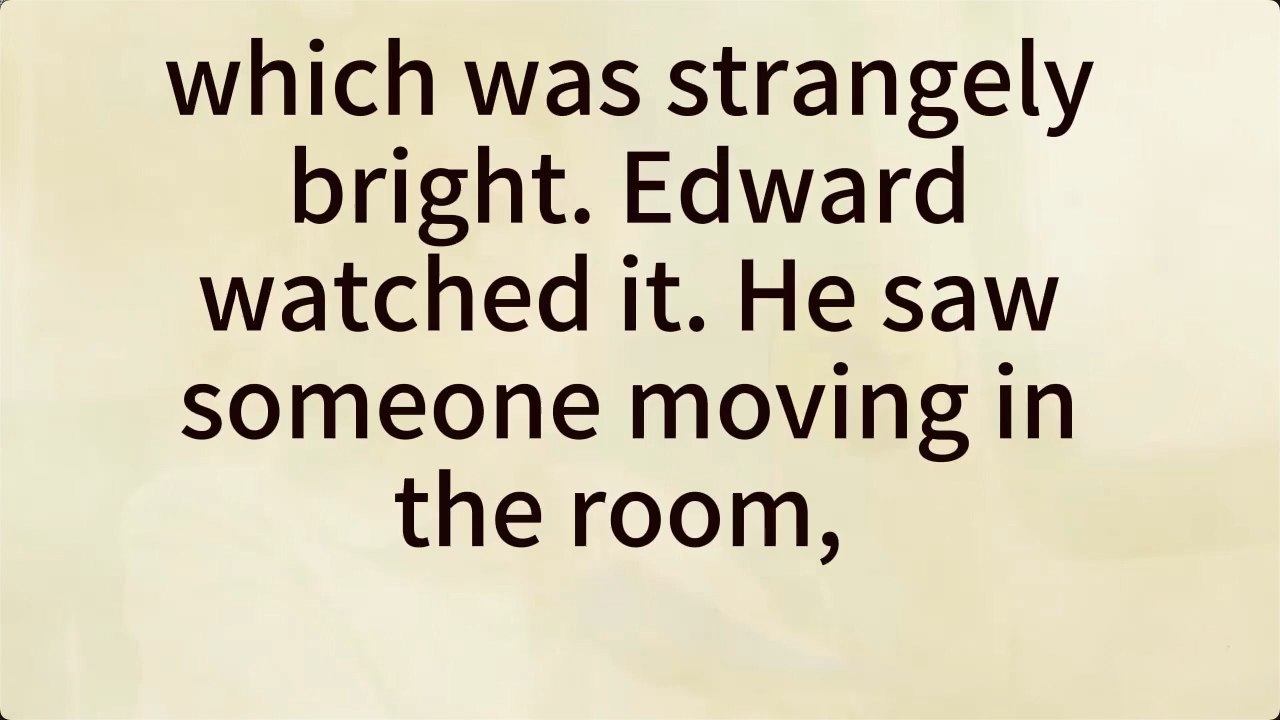 which was strangely
bright. Edward
watched it. He saw
someone moving in
the room,